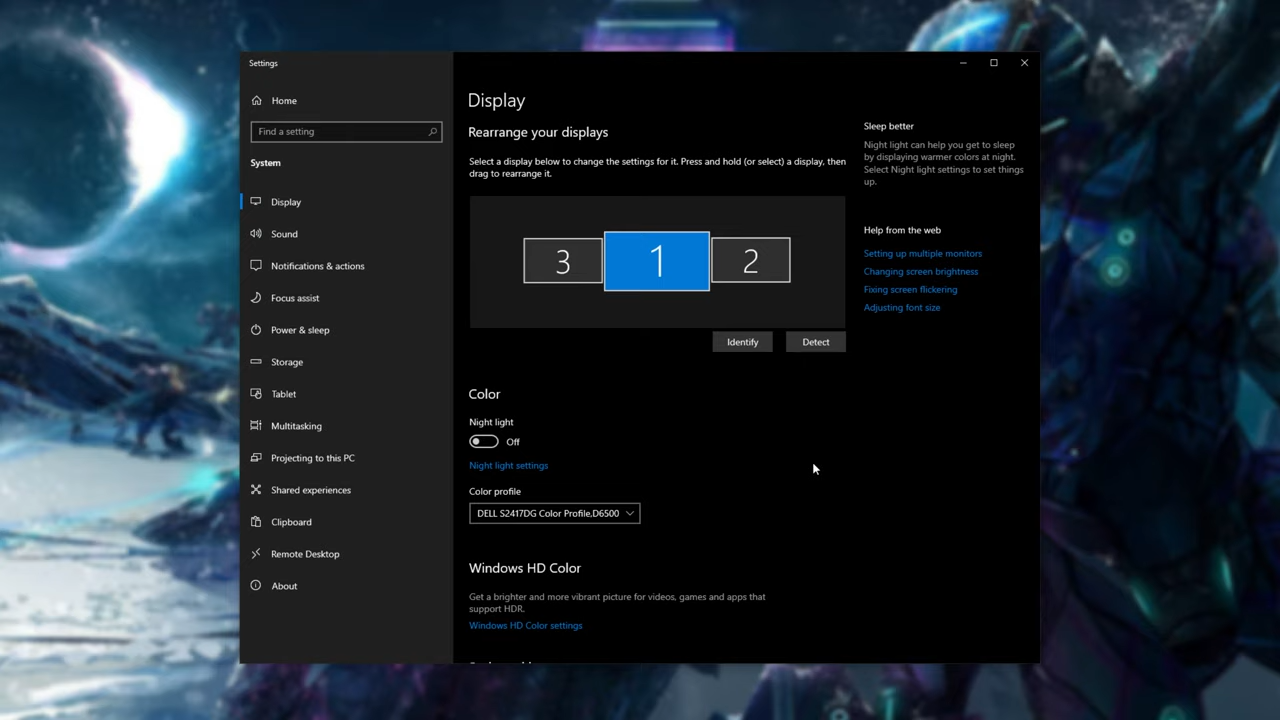 Settings
Home
Find a setting
System
Display
Sound
Notifications & actions
Focus assist
Power & sleep
Storage
Tablet
Multitasking
Projecting to this PC
Shared experiences
Clipboard
Remote Desktop
About
Display
Rearrange your displays
Select a display below to change the settings for it. Press and hold (or select) a display, then
drag to rearrange it.
3 1 2
Identify Detect
Color
Night light
Off
Night light settings
Color profile
DELL S2417DG Color Profile,D6500
Windows HD Color
Get a brighter and more vibrant picture for videos, games and apps that
support HDR.
Windows HD Color settings
Sleep better
Night light can help you get to sleep
by displaying warmer colors at night.
Select Night light settings to set things
up.
Help from the web
Setting up multiple monitors
Changing screen brightness
Fixing screen flickering
Adjusting font size